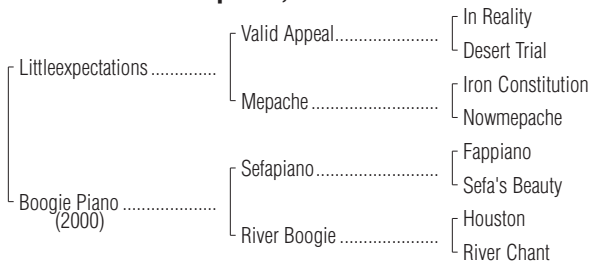 In Reality
Valid Appeal....................
Desert Trial
Littleexpectations .............
Iron Constitution
Mepache ........................
Nowmepache
Fappiano
Sefapiano.......................
Sefa's Beauty
Boogie Piano ..................
(2000)
Houston
River Boogie ...................
River Chant